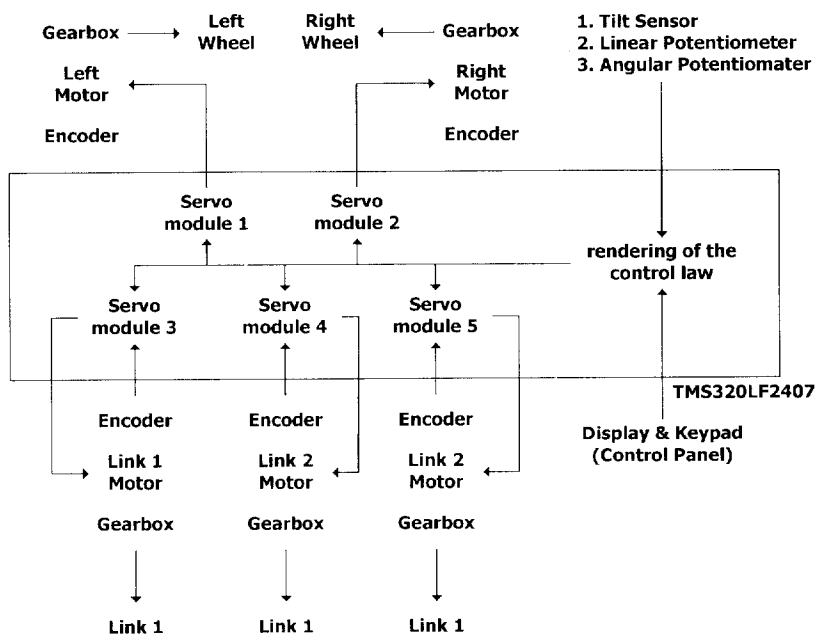 Gearbox
Left
Wheel
Right
Wheel
Gearbox
1. Tilt Sensor
2. Linear Potentiometer
3. Angular Potentiomater
Left
Motor
Right
Motor
Encoder
Encoder
Servo
module 1
Servo
module 2
rendering of the
control law
Servo
module 3
Servo
module 4
Servo
module 5
TMS320LF2407
Encoder
Encoder
Encoder
Display & Keypad
(Control Panel)
Link 1
Motor
Link 2
Motor
Link 2
Motor
Gearbox
Gearbox
Gearbox
Link 1
Link 1
Link 1